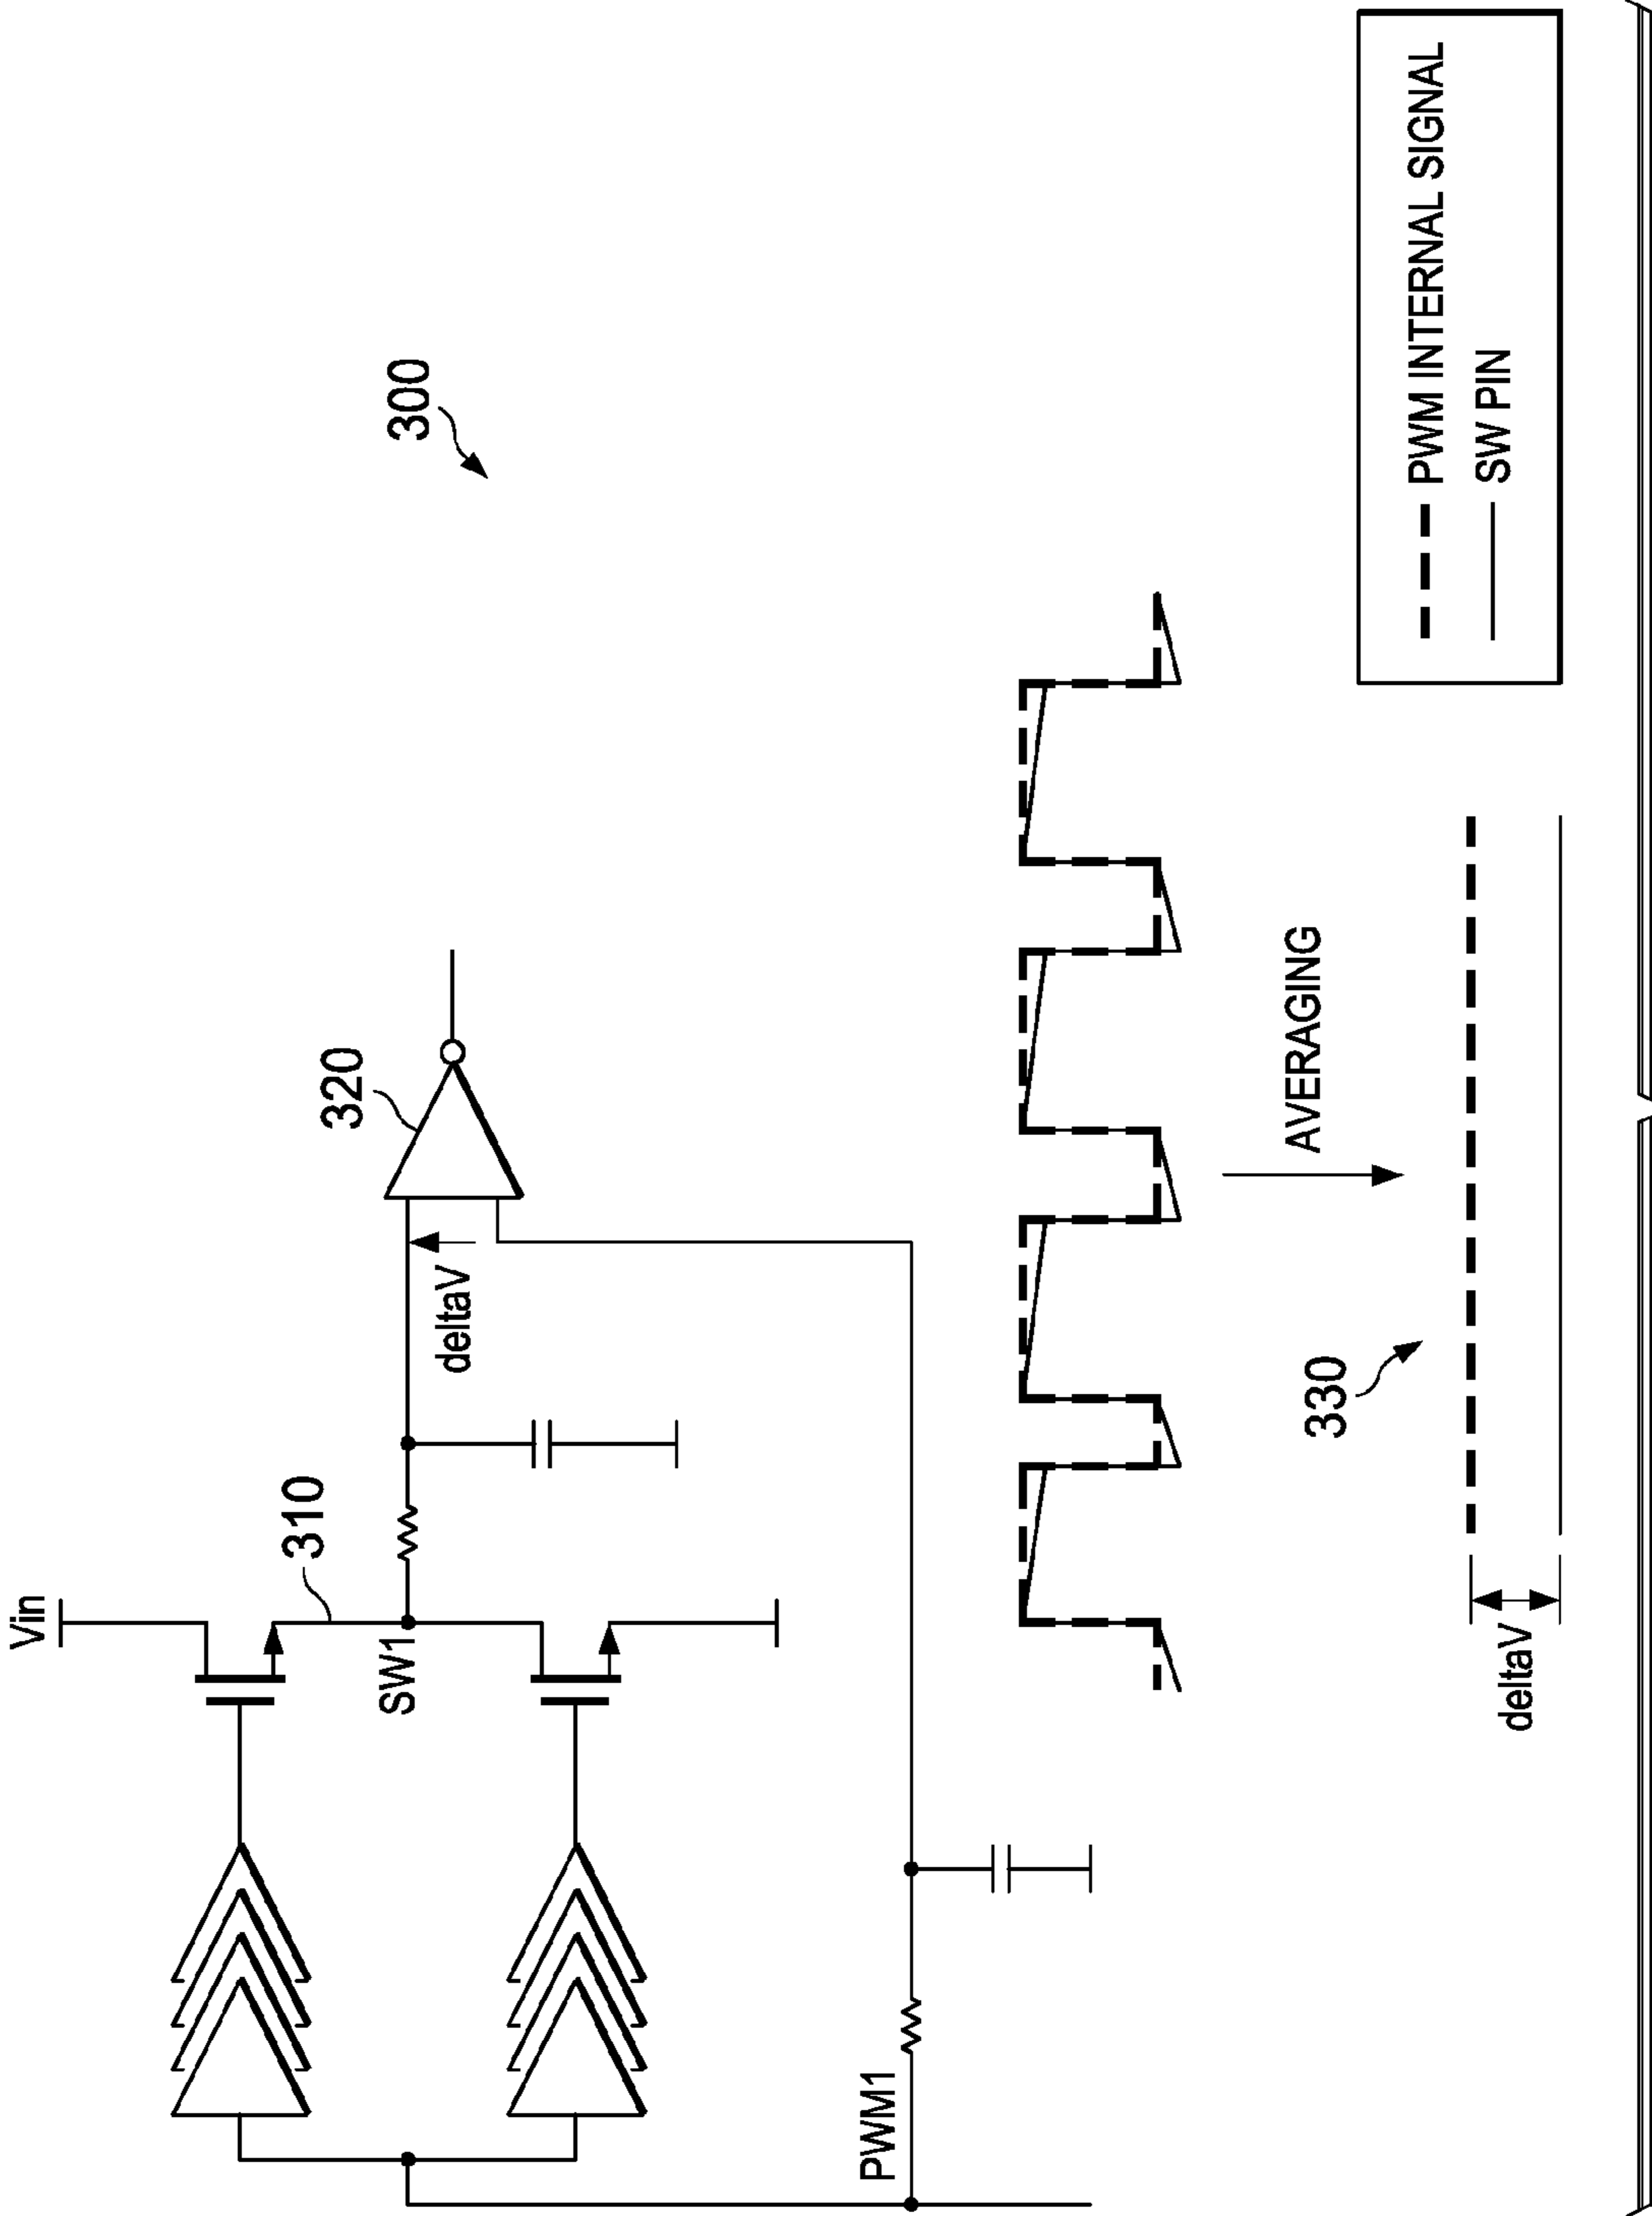 300
Vin
310
320
SW1
deltaV
PWM1
AVERAGING
330
deltaV
PWM INTERNAL SIGNAL
SW PIN